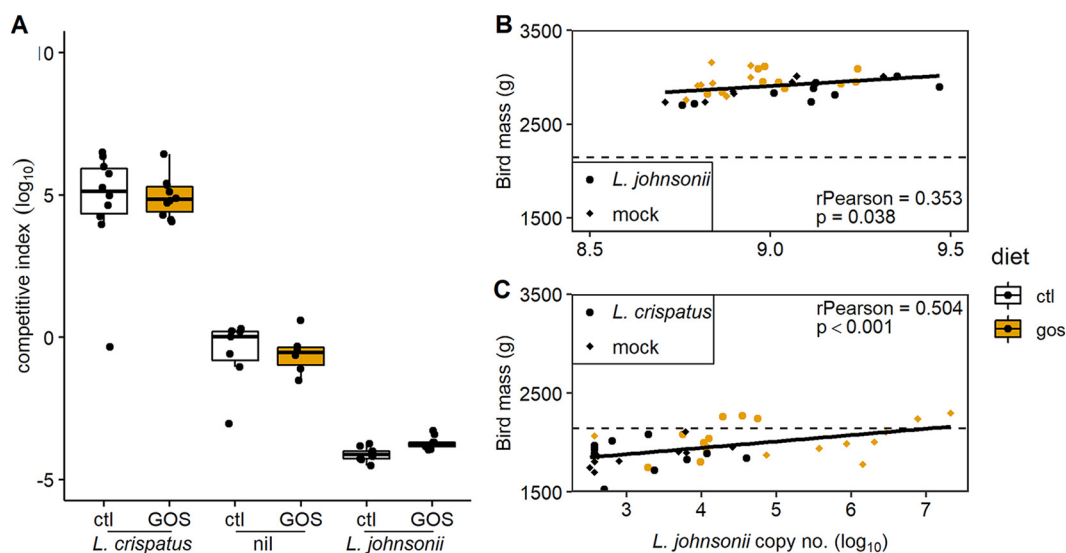 A
competitive index (log10)
10
5
0
-5
ctl GOS ctl GOS ctl GOS
L. crispatus nil L. johnsonii
B
Bird mass (g)
3500
2500
1500
L. johnsonii
mock
rPearson = 0.353
p = 0.038
8.5 9.0 9.5
C
Bird mass (g)
3500
2500
1500
L. crispatus
mock
rPearson = 0.504
p < 0.001
3 4 5 6 7
L. johnsonii copy no. (log10)
diet
ctl
gos